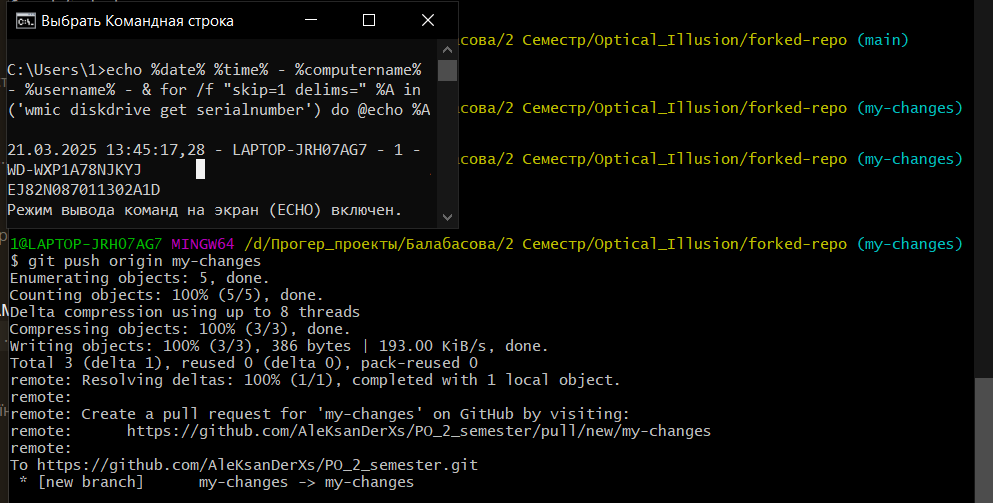 Выбрать Командная строка
C:\Users\1>echo %date% %time% - %computername%
- %username% - & for /f "skip=1 delims=" %A in
('wmic diskdrive get serialnumber') do @echo %A
21.03.2025 13:45:17,28 - LAPTOP-JRH07AG7 - 1 -
WD-WXP1A78NJKYJ
EJ82N087011302A1D
Режим вывода команд на экран (ECHO) включен.
асова/2 Семестр/Optical_Illusion/forked-repo (main)
асова/2 Семестр/Optical_Illusion/forked-repo (my-changes)
асова/2 Семестр/Optical_Illusion/forked-repo (my-changes)
1@LAPTOP-JRH07AG7 MINGW64 /d/Прогер_проекты/Балабасова/2 Семестр/Optical_Illusion/forked-repo (my-changes)
$ git push origin my-changes
Enumerating objects: 5, done.
Counting objects: 100% (5/5), done.
Delta compression using up to 8 threads
Compressing objects: 100% (3/3), done.
Writing objects: 100% (3/3), 386 bytes | 193.00 KiB/s, done.
Total 3 (delta 1), reused 0 (delta 0), pack-reused 0
remote: Resolving deltas: 100% (1/1), completed with 1 local object.
remote:
remote: Create a pull request for 'my-changes' on GitHub by visiting:
remote:      https://github.com/AleKsanDerXs/PO_2_semester/pull/new/my-changes
remote:
To https://github.com/AleKsanDerXs/PO_2_semester.git
 * [new branch]      my-changes -> my-changes